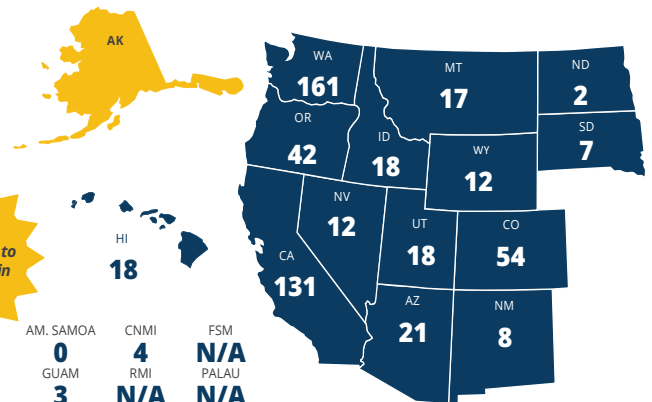 AK
WA
161
MT
17
ND
2
OR
42
ID
18
SD
7
WY
12
NV
12
HI
18
UT
18
CO
54
to
in
CA
131
AZ
21
NM
8
AM. SAMOA CNMI FSM
0 4 N/A
GUAM RMI PALAU
3 N/A N/A